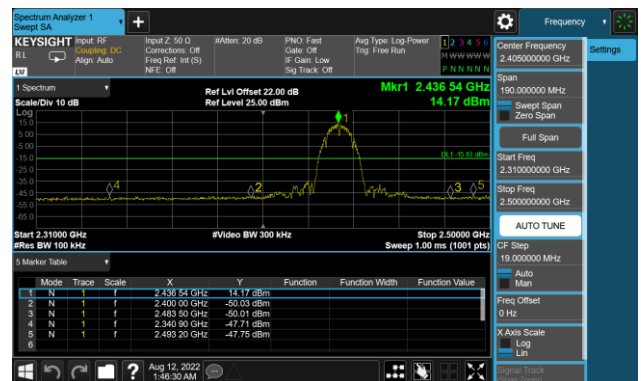 Spectrum Analyzer 1
Swept SA
Frequency
KEYSIGHT
RL
LXI
Input: RF
Coupling: DC
Align: Auto
Input Z: 50 Ω
Corrections: Off
Freq Ref: Int (S)
NFE: Off
#Atten: 20 dB
PNO: Fast
Gate: Off
IF Gain: Low
Sig Track: Off
Avg Type: Log-Power
Trig: Free Run
1 2 3 4 5 6
M W W W W W
P N N N N N
1 Spectrum
Scale/Div 10 dB
Log
Ref Lvl Offset 22.00 dB
Ref Level 25.00 dBm
Mkr1 2.436 54 GHz
14.17 dBm
15.0
5.00
-5.00
-15.0
-25.0
-35.0
-45.0
-55.0
-65.0
1
DL1 -15.83 dBm
4
2
3
5
Start 2.31000 GHz
#Res BW 100 kHz
#Video BW 300 kHz
Stop 2.50000 GHz
Sweep 1.00 ms (1001 pts)
5 Marker Table
Mode Trace Scale X Y Function Function Width Function Value
1 N 1 f 2.436 54 GHz 14.17 dBm
2 N 1 f 2.400 00 GHz -50.03 dBm
3 N 1 f 2.483 50 GHz -50.01 dBm
4 N 1 f 2.340 90 GHz -47.71 dBm
5 N 1 f 2.493 20 GHz -47.75 dBm
6
Aug 12, 2022
1:46:30 AM
?
Center Frequency
2.405000000 GHz
Settings
Span
190.000000 MHz
Swept Span
Zero Span
Full Span
Start Freq
2.310000000 GHz
Stop Freq
2.500000000 GHz
AUTO TUNE
CF Step
19.000000 MHz
Auto
Man
Freq Offset
0 Hz
X Axis Scale
Log
Lin
Signal Track